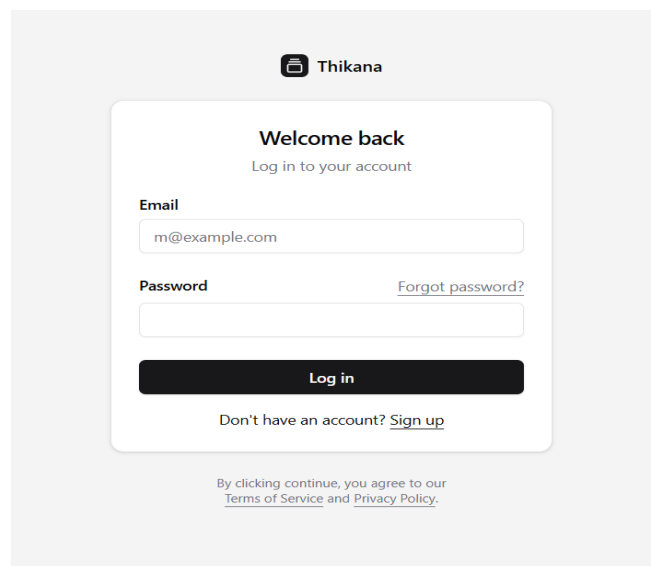 Thikana
Welcome back
Log in to your account
Email
m@example.com
Password
Forgot password?
Log in
Don't have an account? Sign up
By clicking continue, you agree to our
Terms of Service and Privacy Policy.